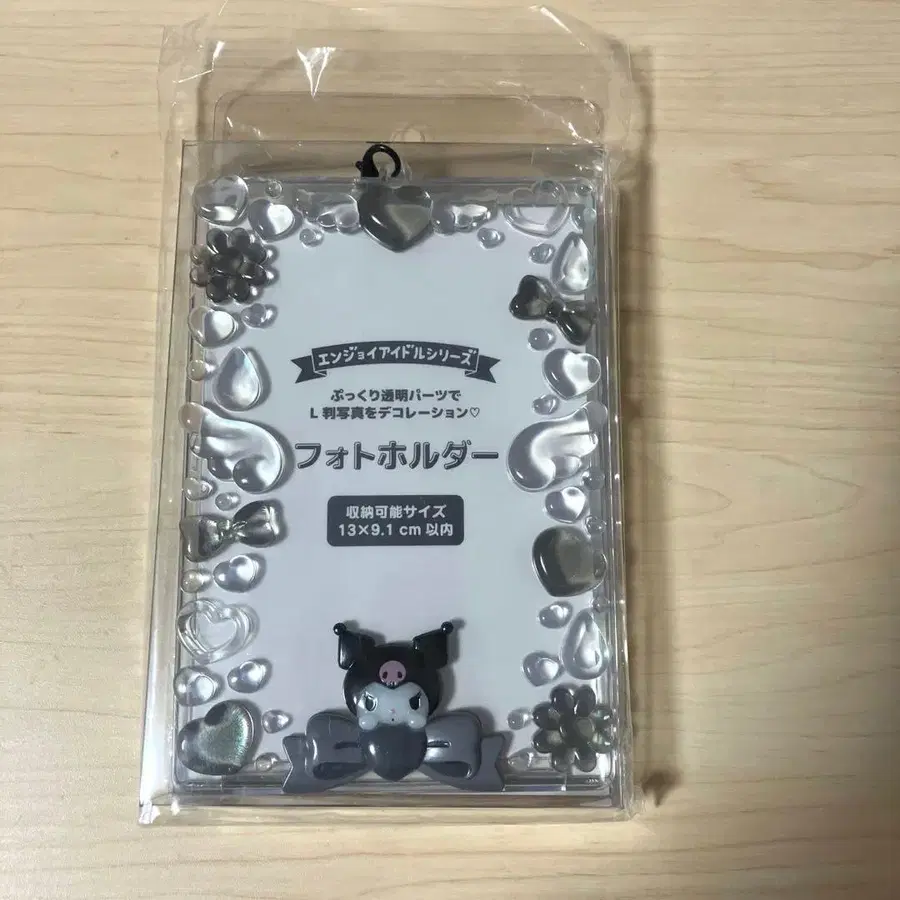 エンジョイアイドルシリーズ
ぷっくり透明パーツで
L判写真をデコレーション♡
フォトホルダー
収納可能サイズ
13×9.1 cm 以内